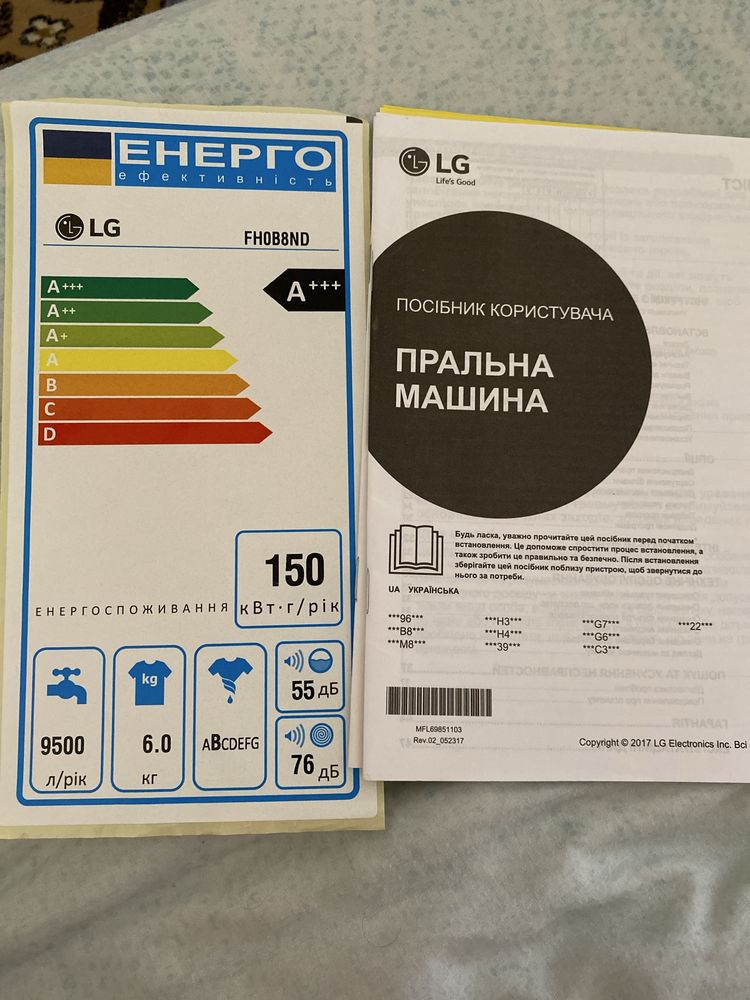 ЕНЕРГО
ефективність
LG
FH0B8ND
A+++
A+++
A++
A+
A
B
C
D
ЕНЕРГОСПОЖИВАННЯ
150
кВт·г/рік
9500
л/рік
kg
6.0
кг
ABCDEFG
55 дБ
76 дБ
LG
Life's Good
ПОСІБНИК КОРИСТУВАЧА
ПРАЛЬНА
МАШИНА
Будь ласка, уважно прочитайте цей посібник перед початком
встановлення. Це допоможе спростити процес встановлення, а
також зробити це правильно та безпечно. Після встановлення
зберігайте цей посібник поблизу пристрою, щоб звернутися до
нього за потреби.
UA УКРАЇНСЬКА
***96*** ***H3*** ***G7*** ***22***
***B8*** ***H4*** ***G6***
***M8*** ***39*** ***C3***
MFL69851103
Rev.02_052317
Copyright © 2017 LG Electronics Inc. Всі